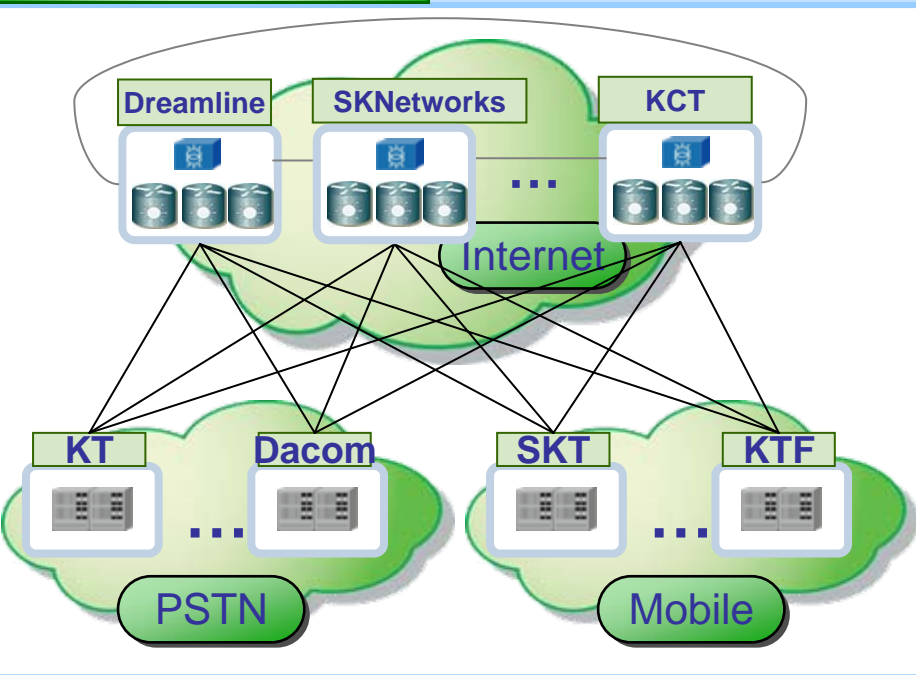 Dreamline
SKNetworks
KCT
...
Internet
KT
Dacom
SKT
KTF
...
...
PSTN
Mobile